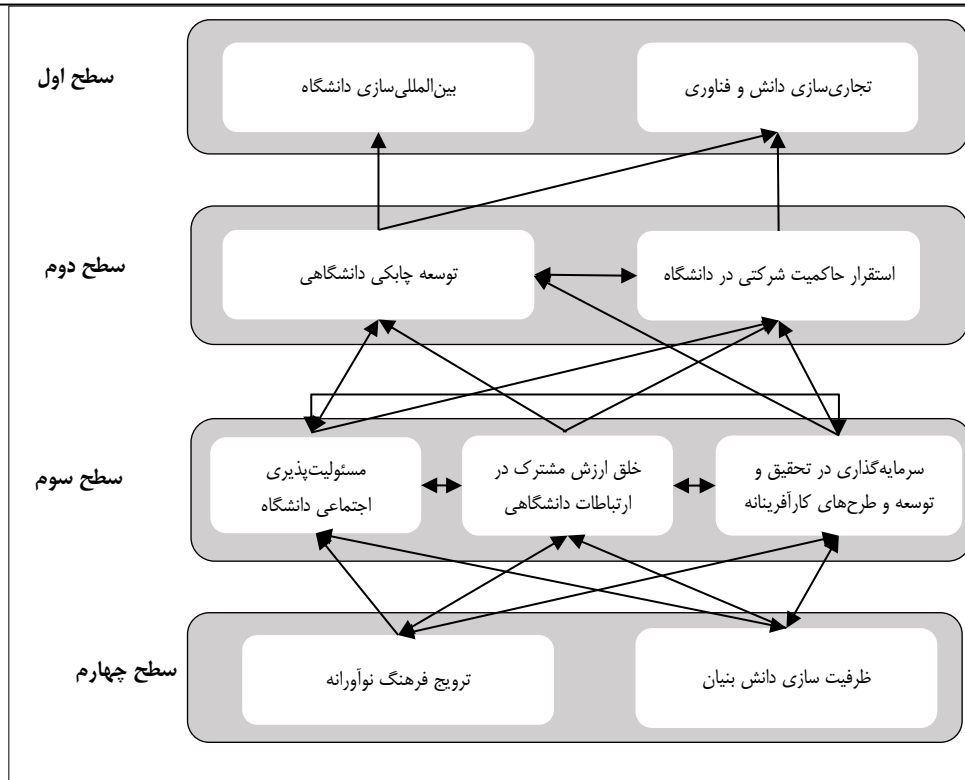 سطح اول
تجاری‌سازی دانش و فناوری
بین‌المللی‌سازی دانشگاه
سطح دوم
استقرار حاکمیت شرکتی در دانشگاه
توسعه چابکی دانشگاهی
سطح سوم
سرمایه‌گذاری در تحقیق و
توسعه و طرح‌های کارآفرینانه
خلق ارزش مشترک در
ارتباطات دانشگاهی
مسئولیت‌پذیری
اجتماعی دانشگاه
سطح چهارم
ظرفیت سازی دانش بنیان
ترویج فرهنگ نوآورانه